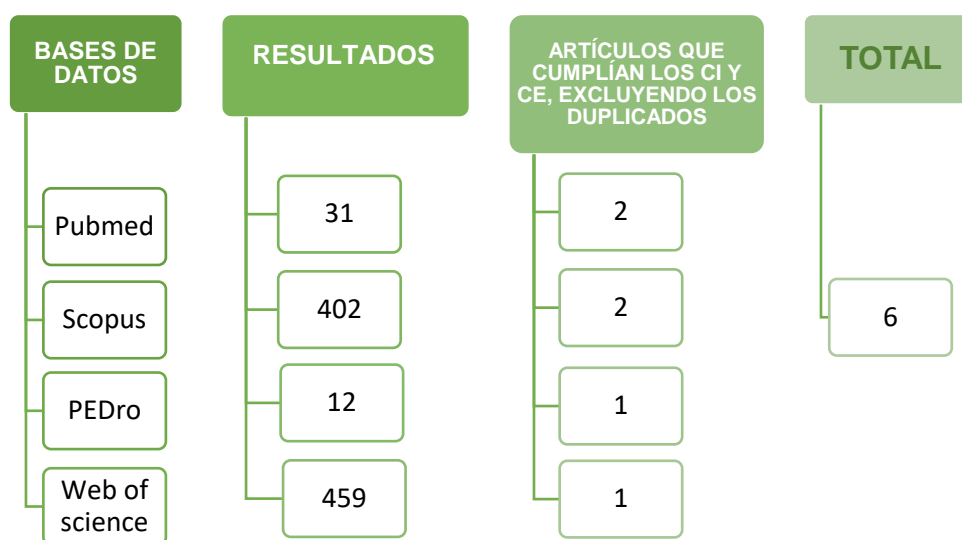 BASES DE
DATOS
Pubmed
Scopus
PEDro
Web of
science
RESULTADOS
31
402
12
459
ARTÍCULOS QUE
CUMPLÍAN LOS CI Y
CE, EXCLUYENDO LOS
DUPLICADOS
2
2
1
1
TOTAL
6